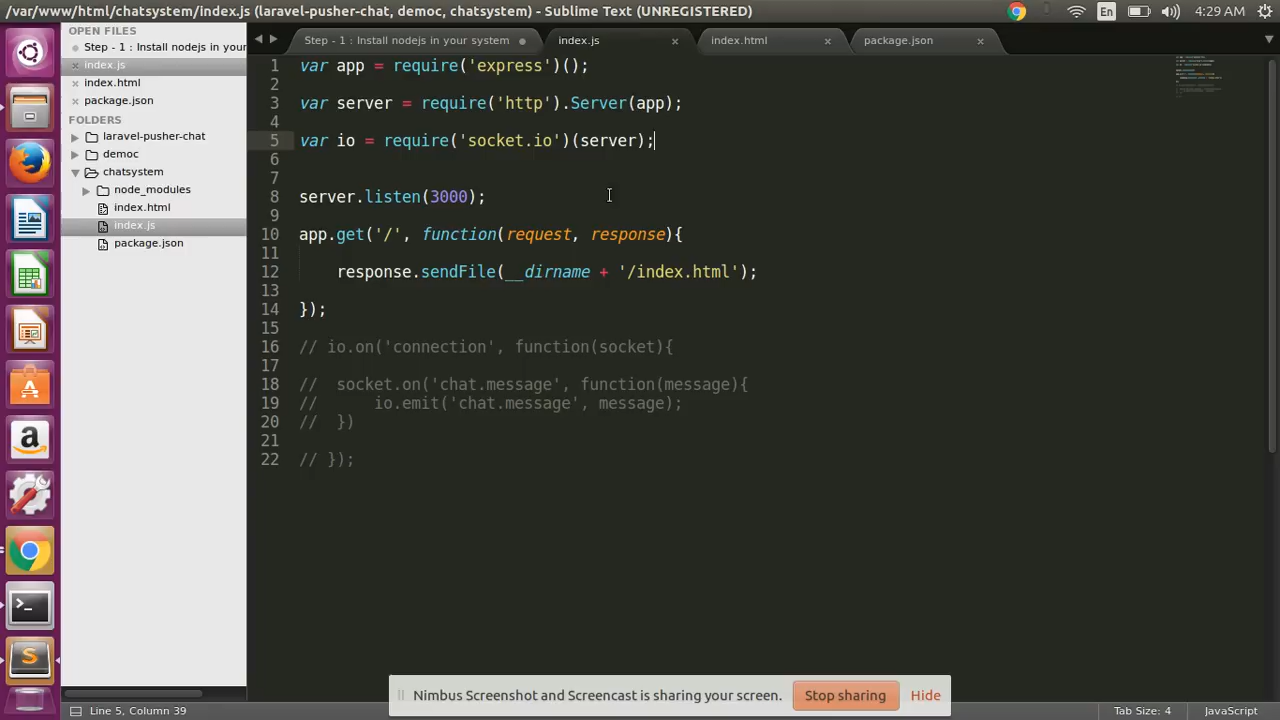 /var/www/html/chatsystem/index.js (laravel-pusher-chat, democ, chatsystem) - Sublime Text (UNREGISTERED)
En
4:29 AM
OPEN FILES
Step - 1 : Install nodejs in your
index.js
index.html
package.json
FOLDERS
laravel-pusher-chat
democ
chatsystem
node_modules
index.html
index.js
package.json
Step - 1 : Install nodejs in your system
index.js
index.html
package.json
1 var app = require('express')();
2
3 var server = require('http').Server(app);
4
5 var io = require('socket.io')(server);
6
7
8 server.listen(3000);
9
10 app.get('/', function(request, response){
11
12     response.sendFile(__dirname + '/index.html');
13
14 });
15
16 // io.on('connection', function(socket){
17
18 //  socket.on('chat.message', function(message){
19 //      io.emit('chat.message', message);
20 //  })
21
22 // });
Nimbus Screenshot and Screencast is sharing your screen.
Stop sharing
Hide
Line 5, Column 39
Tab Size: 4
JavaScript